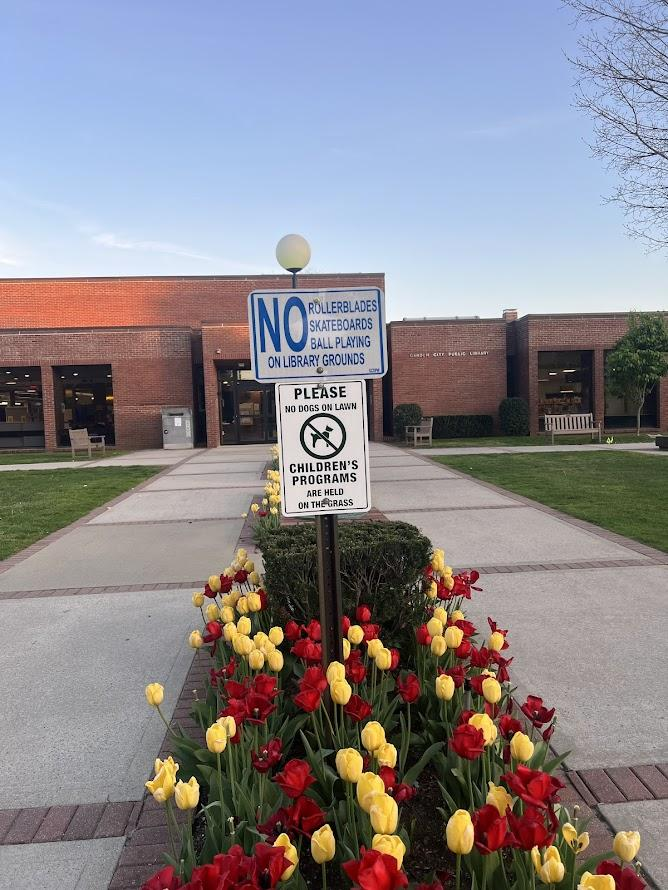 NO ROLLERBLADES
SKATEBOARDS
BALL PLAYING
ON LIBRARY GROUNDS
GARDEN CITY PUBLIC LIBRARY
PLEASE
NO DOGS ON LAWN
CHILDREN'S
PROGRAMS
ARE HELD
ON THE GRASS